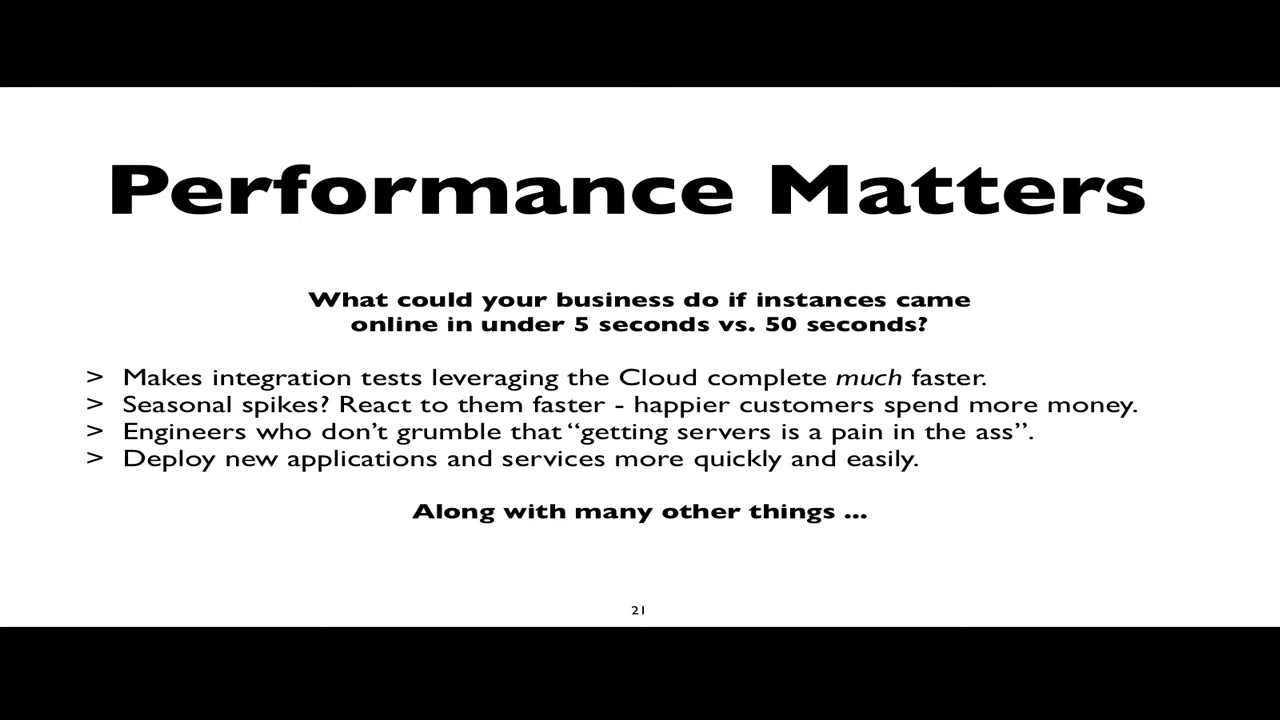 Performance Matters
What could your business do if instances came
online in under 5 seconds vs. 50 seconds?
> Makes integration tests leveraging the Cloud complete much faster.
> Seasonal spikes? React to them faster - happier customers spend more money.
> Engineers who don’t grumble that “getting servers is a pain in the ass”.
> Deploy new applications and services more quickly and easily.
Along with many other things ...
21